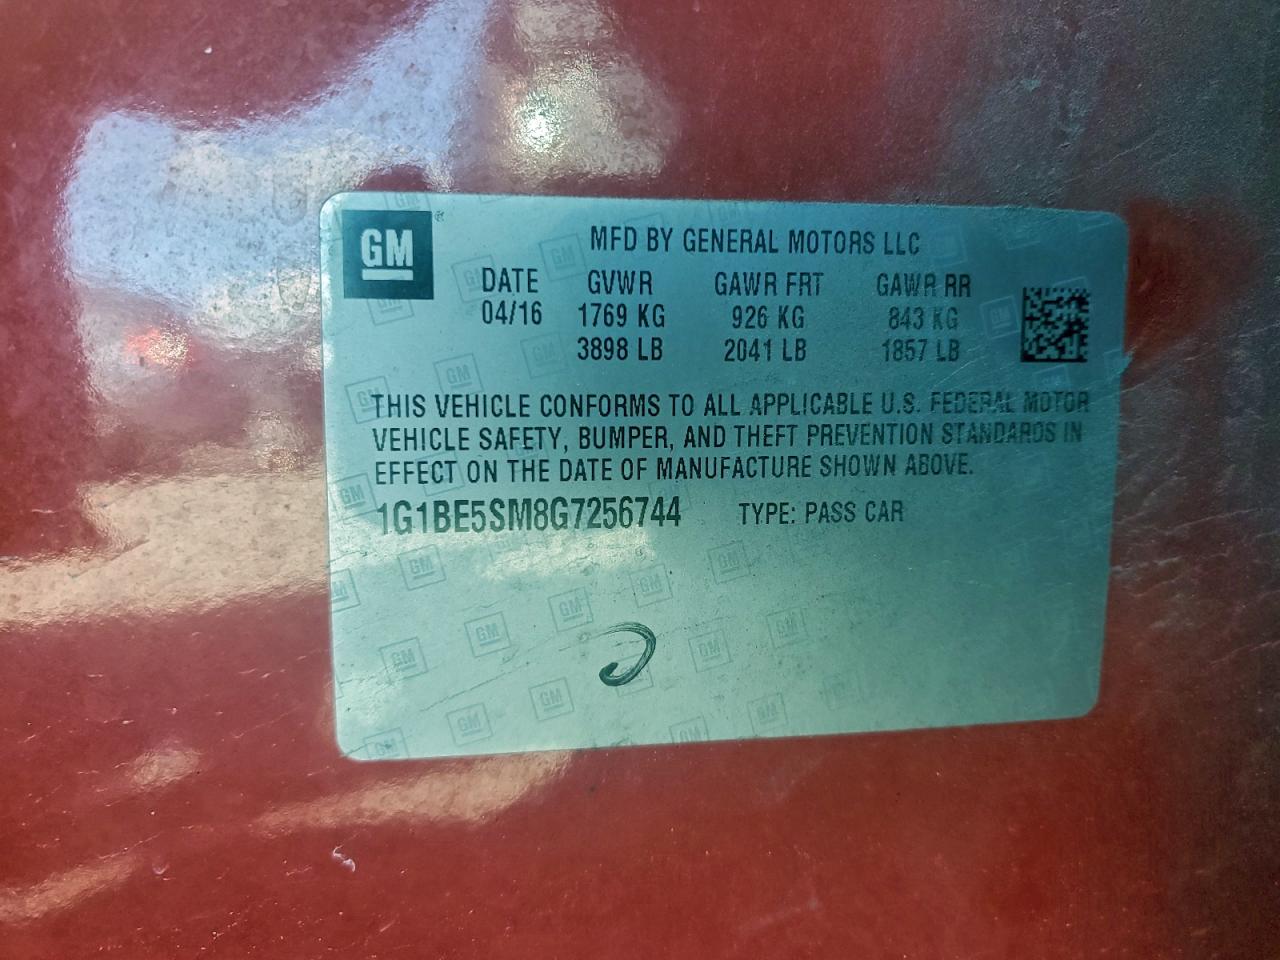 GM ®
MFD BY GENERAL MOTORS LLC
DATE GVWR GAWR FRT GAWR RR
04/16 1769 KG 926 KG 843 KG
3898 LB 2041 LB 1857 LB
THIS VEHICLE CONFORMS TO ALL APPLICABLE U.S. FEDERAL MOTOR
VEHICLE SAFETY, BUMPER, AND THEFT PREVENTION STANDARDS IN
EFFECT ON THE DATE OF MANUFACTURE SHOWN ABOVE.
1G1BE5SM8G7256744 TYPE: PASS CAR